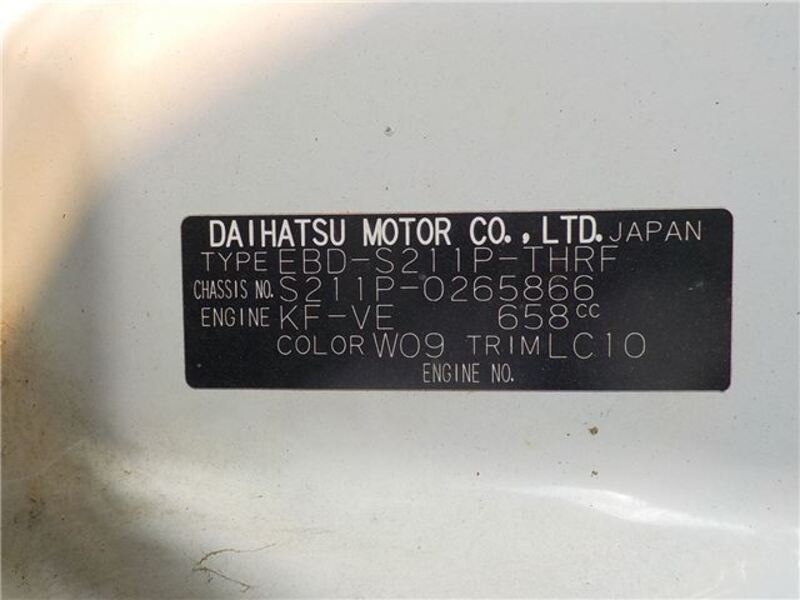 DAIHATSU MOTOR CO., LTD. JAPAN
TYPE EBD-S211P-THRF
CHASSIS NO. S211P-0265866
ENGINE KF-VE 658cc
COLOR W09 TRIM LC10
ENGINE NO.